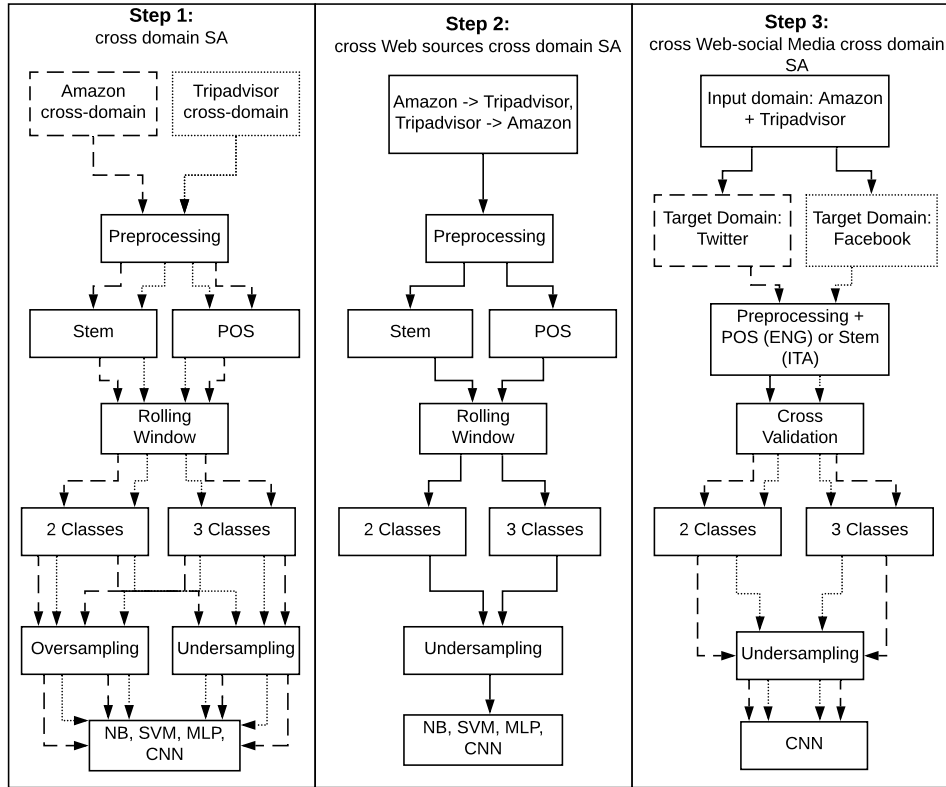 Step 1:
cross domain SA
Amazon
cross-domain
Tripadvisor
cross-domain
Preprocessing
Stem
POS
Rolling
Window
2 Classes
3 Classes
Oversampling
Undersampling
NB, SVM, MLP,
CNN
Step 2:
cross Web sources cross domain SA
Amazon -> Tripadvisor,
Tripadvisor -> Amazon
Preprocessing
Stem
POS
Rolling
Window
2 Classes
3 Classes
Undersampling
NB, SVM, MLP,
CNN
Step 3:
cross Web-social Media cross domain
SA
Input domain: Amazon
+ Tripadvisor
Target Domain:
Twitter
Target Domain:
Facebook
Preprocessing +
POS (ENG) or Stem
(ITA)
Cross
Validation
2 Classes
3 Classes
Undersampling
CNN